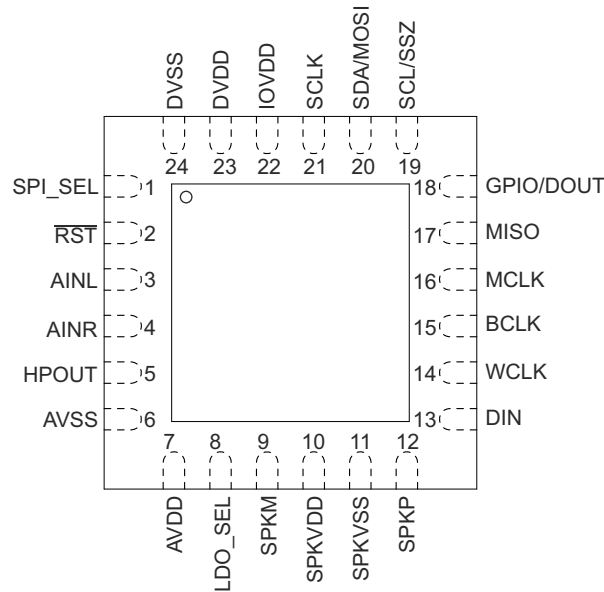 DVSS
DVDD
IOVDD
SCLK
SDA/MOSI
SCL/SSZ
24 23 22 21 20 19
SPI_SEL 1 18 GPIO/DOUT
RST 2 17 MISO
AINL 3 16 MCLK
AINR 4 15 BCLK
HPOUT 5 14 WCLK
AVSS 6 13 DIN
7 8 9 10 11 12
AVDD
LDO_SEL
SPKM
SPKVDD
SPKVSS
SPKP